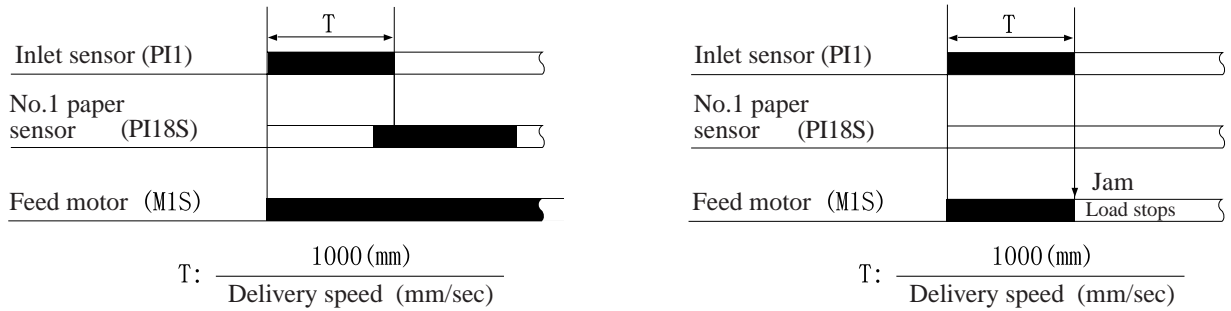 T
Inlet sensor (PI1)
No.1 paper
sensor (PI18S)
Feed motor (M1S)
T: 1000(mm)
Delivery speed (mm/sec)
T
Inlet sensor (PI1)
No.1 paper
sensor (PI18S)
Jam
Feed motor (M1S)
Load stops
T: 1000(mm)
Delivery speed (mm/sec)